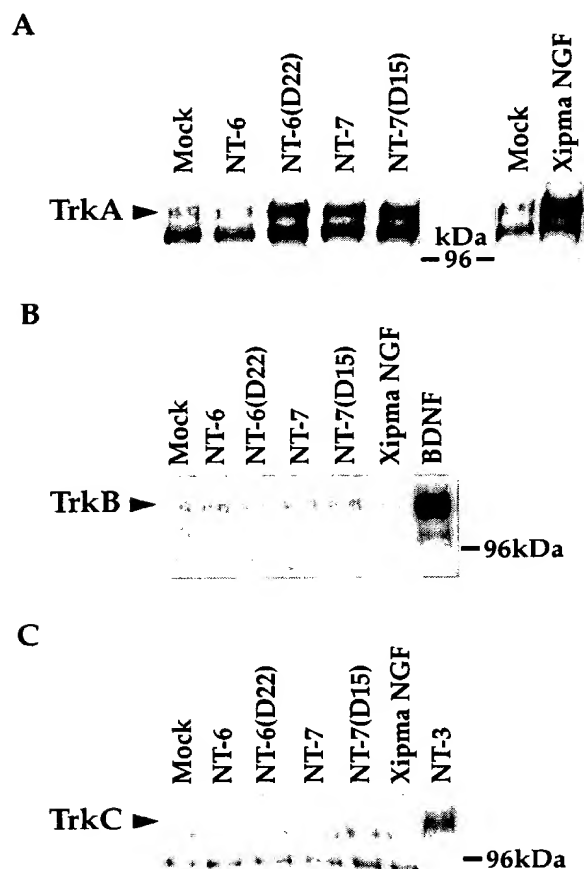 A
Mock
NT-6
NT-6(D22)
NT-7
NT-7(D15)
Mock
Xipma NGF
TrkA
kDa
96
B
Mock
NT-6
NT-6(D22)
NT-7
NT-7(D15)
Xipma NGF
BDNF
TrkB
96kDa
C
Mock
NT-6
NT-6(D22)
NT-7
NT-7(D15)
Xipma NGF
NT-3
TrkC
96kDa